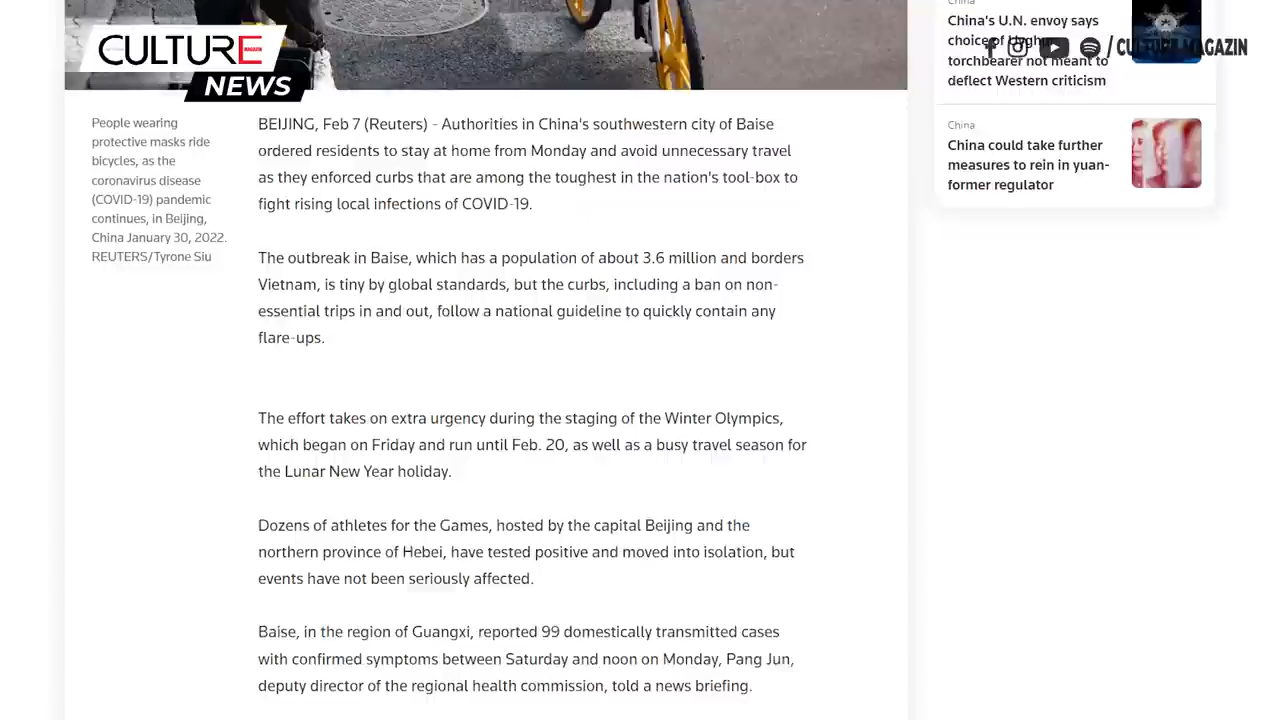 CULTURE
MAGAZIN
NEWS
People wearing
protective masks ride
bicycles, as the
coronavirus disease
(COVID-19) pandemic
continues, in Beijing,
China January 30, 2022.
REUTERS/Tyrone Siu
BEIJING, Feb 7 (Reuters) - Authorities in China's southwestern city of Baise
ordered residents to stay at home from Monday and avoid unnecessary travel
as they enforced curbs that are among the toughest in the nation's tool-box to
fight rising local infections of COVID-19.
The outbreak in Baise, which has a population of about 3.6 million and borders
Vietnam, is tiny by global standards, but the curbs, including a ban on non-
essential trips in and out, follow a national guideline to quickly contain any
flare-ups.
The effort takes on extra urgency during the staging of the Winter Olympics,
which began on Friday and run until Feb. 20, as well as a busy travel season for
the Lunar New Year holiday.
Dozens of athletes for the Games, hosted by the capital Beijing and the
northern province of Hebei, have tested positive and moved into isolation, but
events have not been seriously affected.
Baise, in the region of Guangxi, reported 99 domestically transmitted cases
with confirmed symptoms between Saturday and noon on Monday, Pang Jun,
deputy director of the regional health commission, told a news briefing.
China
China's U.N. envoy says
choice of Uyghur
torchbearer not meant to
deflect Western criticism
/CULTURE.MAGAZIN
China
China could take further
measures to rein in yuan-
former regulator